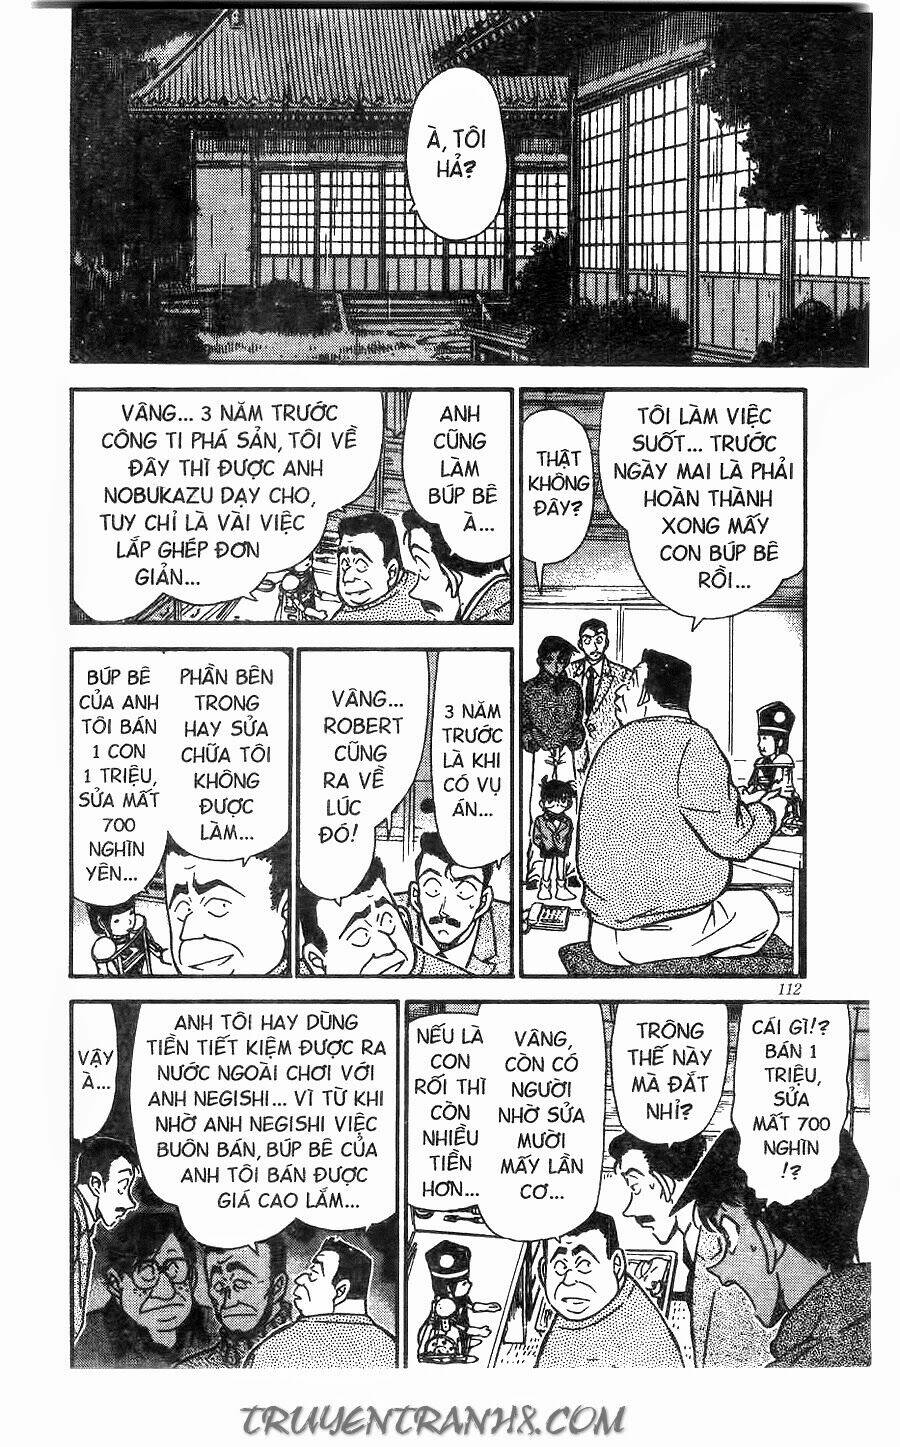 À, TÔI
HẢ?
TÔI LÀM VIỆC
SUỐT... TRƯỚC
NGÀY MAI LÀ PHẢI
HOÀN THÀNH
XONG MẤY
CON BÚP BÊ
RỒI...
THẬT
KHÔNG
ĐÂY?
ANH
CŨNG
LÀM
BÚP BÊ
À...
VÂNG... 3 NĂM TRƯỚC
CÔNG TI PHÁ SẢN, TÔI VỀ
ĐÂY THÌ ĐƯỢC ANH
NOBUKAZU DẠY CHO,
TUY CHỈ LÀ VÀI VIỆC
LẮP GHÉP ĐƠN
GIẢN...
3 NĂM
TRƯỚC
LÀ KHI
CÓ VỤ
ÁN...
VÂNG...
ROBERT
CŨNG
RA VỀ
LÚC
ĐÓ!
PHẦN BÊN
TRONG
HAY SỬA
CHỮA TÔI
KHÔNG
ĐƯỢC
LÀM...
BÚP BÊ
CỦA ANH
TÔI BÁN
1 CON
1 TRIỆU,
SỬA MẤT
700
NGHÌN
YÊN...
112
CÁI GÌ!?
BÁN 1
TRIỆU,
SỬA
MẤT 700
NGHÌN
!?
TRÔNG
THẾ NÀY
MÀ ĐẮT
NHỈ?
VÂNG,
CÒN CÓ
NGƯỜI
NHỜ SỬA
MƯỜI
MẤY LẦN
CƠ...
NẾU LÀ
CON
RỐI THÌ
CÒN
NHIỀU
TIỀN
HƠN...
ANH TÔI HAY DÙNG
TIỀN TIẾT KIỆM ĐƯỢC RA
NƯỚC NGOÀI CHƠI VỚI
ANH NEGISHI... VÌ TỪ KHI
NHỜ ANH NEGISHI VIỆC
BUÔN BÁN, BÚP BÊ CỦA
ANH TÔI BÁN ĐƯỢC
GIÁ CAO LẮM...
VẬY
À...
TRUYENTRANH8.COM